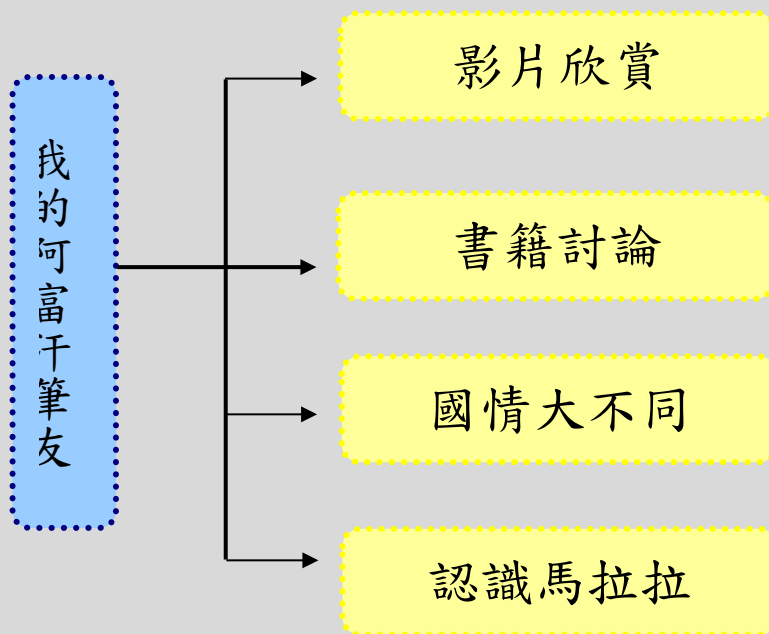 我的阿富汗筆友
影片欣賞
書籍討論
國情大不同
認識馬拉拉